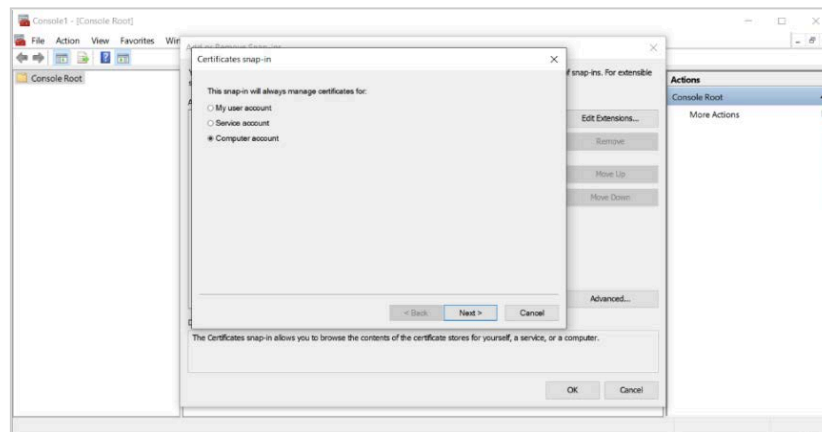 Console1 - [Console Root]
File Action View Favorites Win
Certificates snap-in
of snap-ins. For extensible
This snap-in will always manage certificates for:
My user account
Service account
Computer account
< Back Next > Cancel
Console Root
Edit Extensions...
Remove
Move Up
Move Down
Advanced...
The Certificates snap-in allows you to browse the contents of the certificate stores for yourself, a service, or a computer.
OK Cancel
Actions
Console Root
More Actions